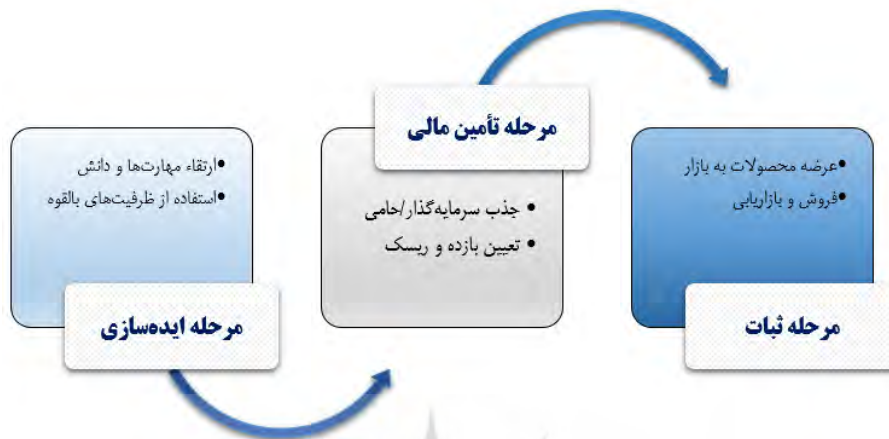 •ارتقاء مهارت‌ها و دانش
•استفاده از ظرفیت‌های بالقوه
مرحله ایده‌سازی
مرحله تأمین مالی
• جذب سرمایه‌گذار/حامی
• تعیین بازده و ریسک
•عرضه محصولات به بازار
•فروش و بازاریابی
مرحله ثبات